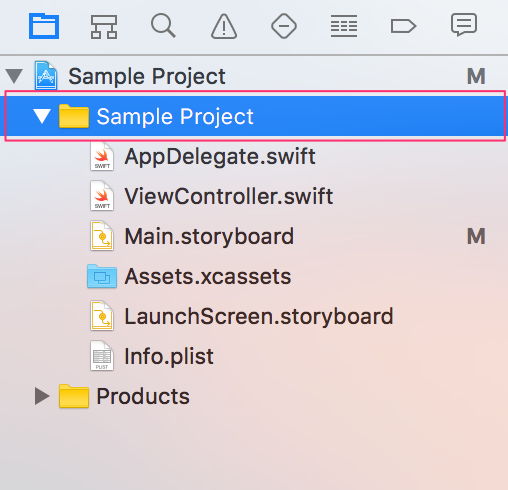 Sample Project M
Sample Project
SWIFT AppDelegate.swift
SWIFT ViewController.swift
Main.storyboard M
Assets.xcassets
LaunchScreen.storyboard
PLIST Info.plist
Products